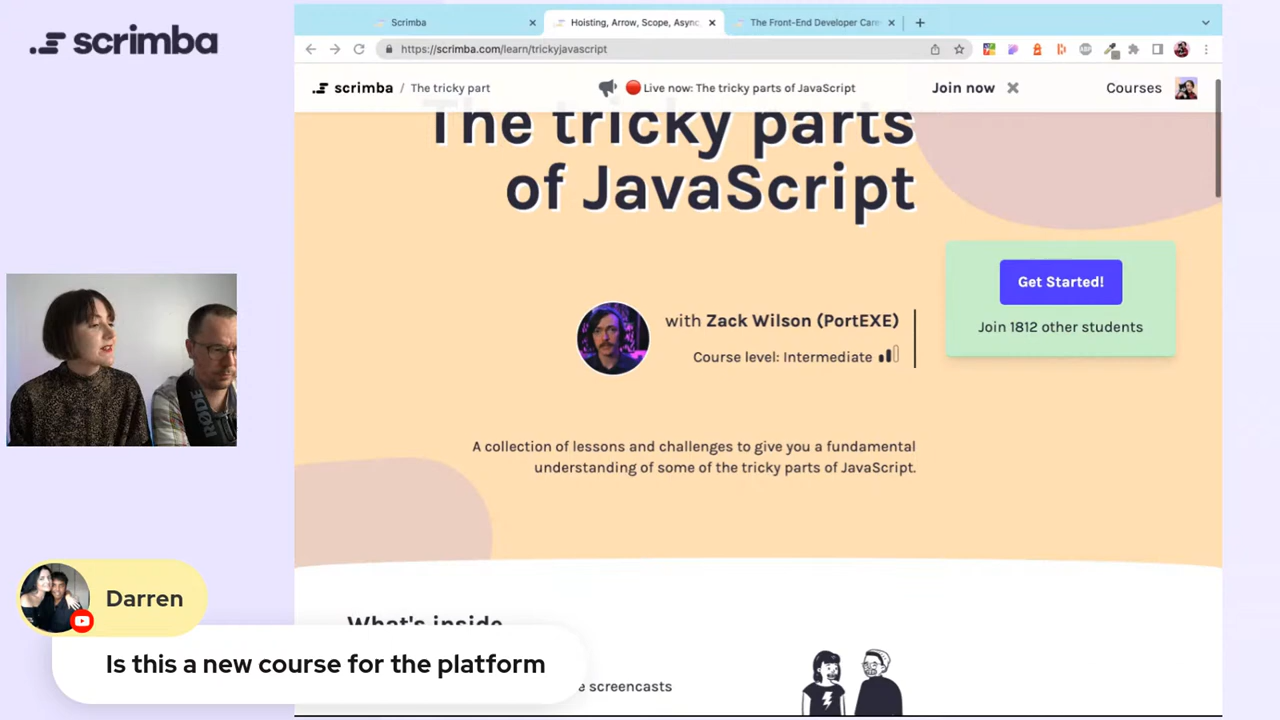 scrimba
Scrimba
Hoisting, Arrow, Scope, Async,
The Front-End Developer Care
https://scrimba.com/learn/trickyjavascript
scrimba / The tricky part
Live now: The tricky parts of JavaScript
Join now
Courses
The tricky parts
of JavaScript
Get Started!
Join 1812 other students
with Zack Wilson (PortEXE)
Course level: Intermediate
A collection of lessons and challenges to give you a fundamental
understanding of some of the tricky parts of JavaScript.
What's inside
screencasts
RØDE
Darren
Is this a new course for the platform